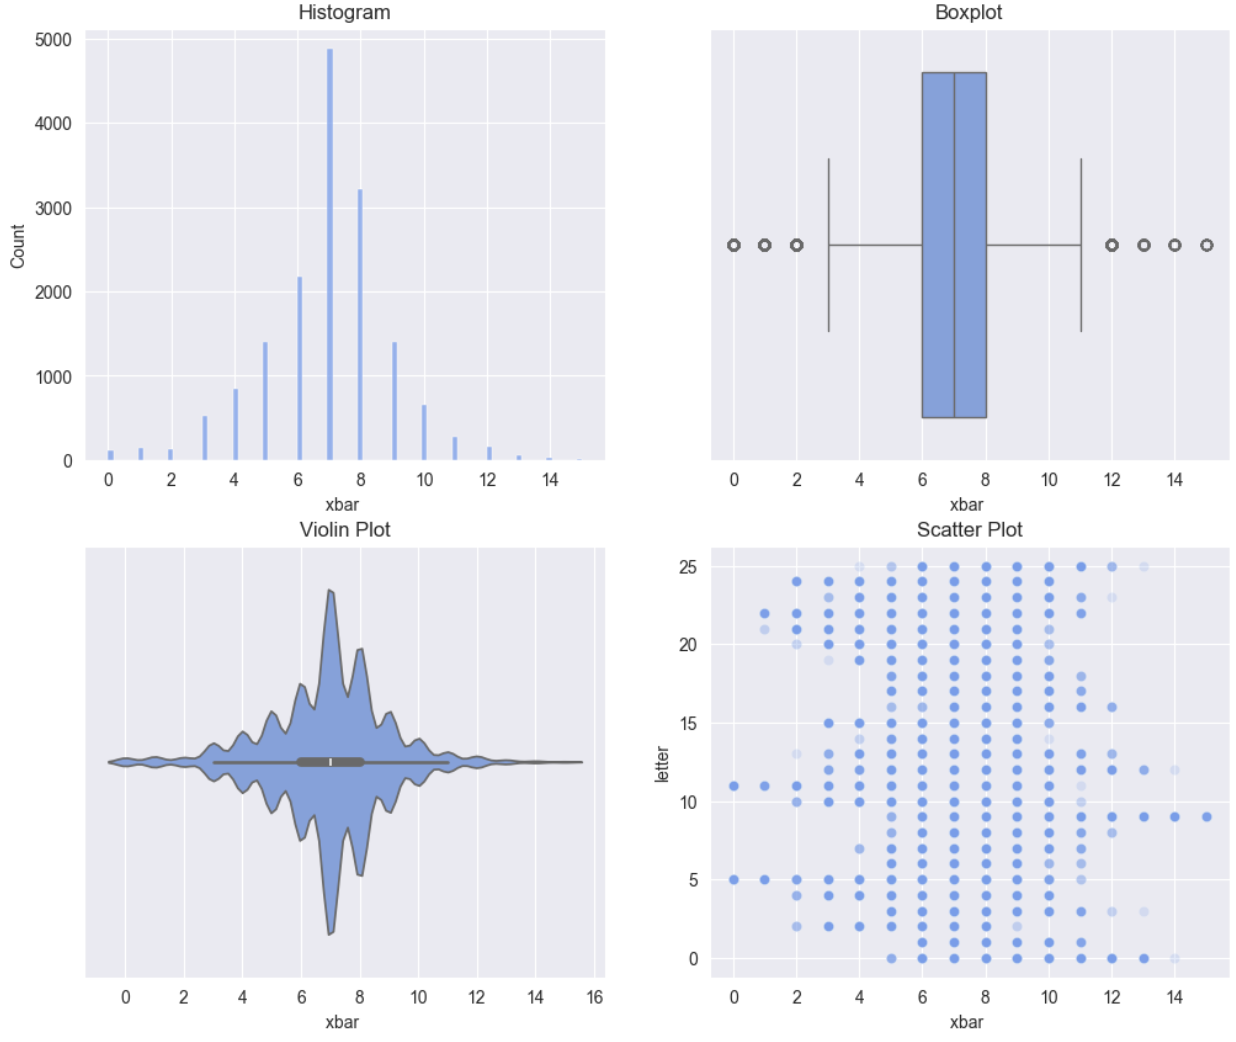 Histogram
5000
4000
3000
2000
1000
0
Count
0 2 4 6 8 10 12 14
xbar
Boxplot
0 2 4 6 8 10 12 14
xbar
Violin Plot
0 2 4 6 8 10 12 14 16
xbar
Scatter Plot
25
20
15
10
5
0
letter
0 2 4 6 8 10 12 14
xbar